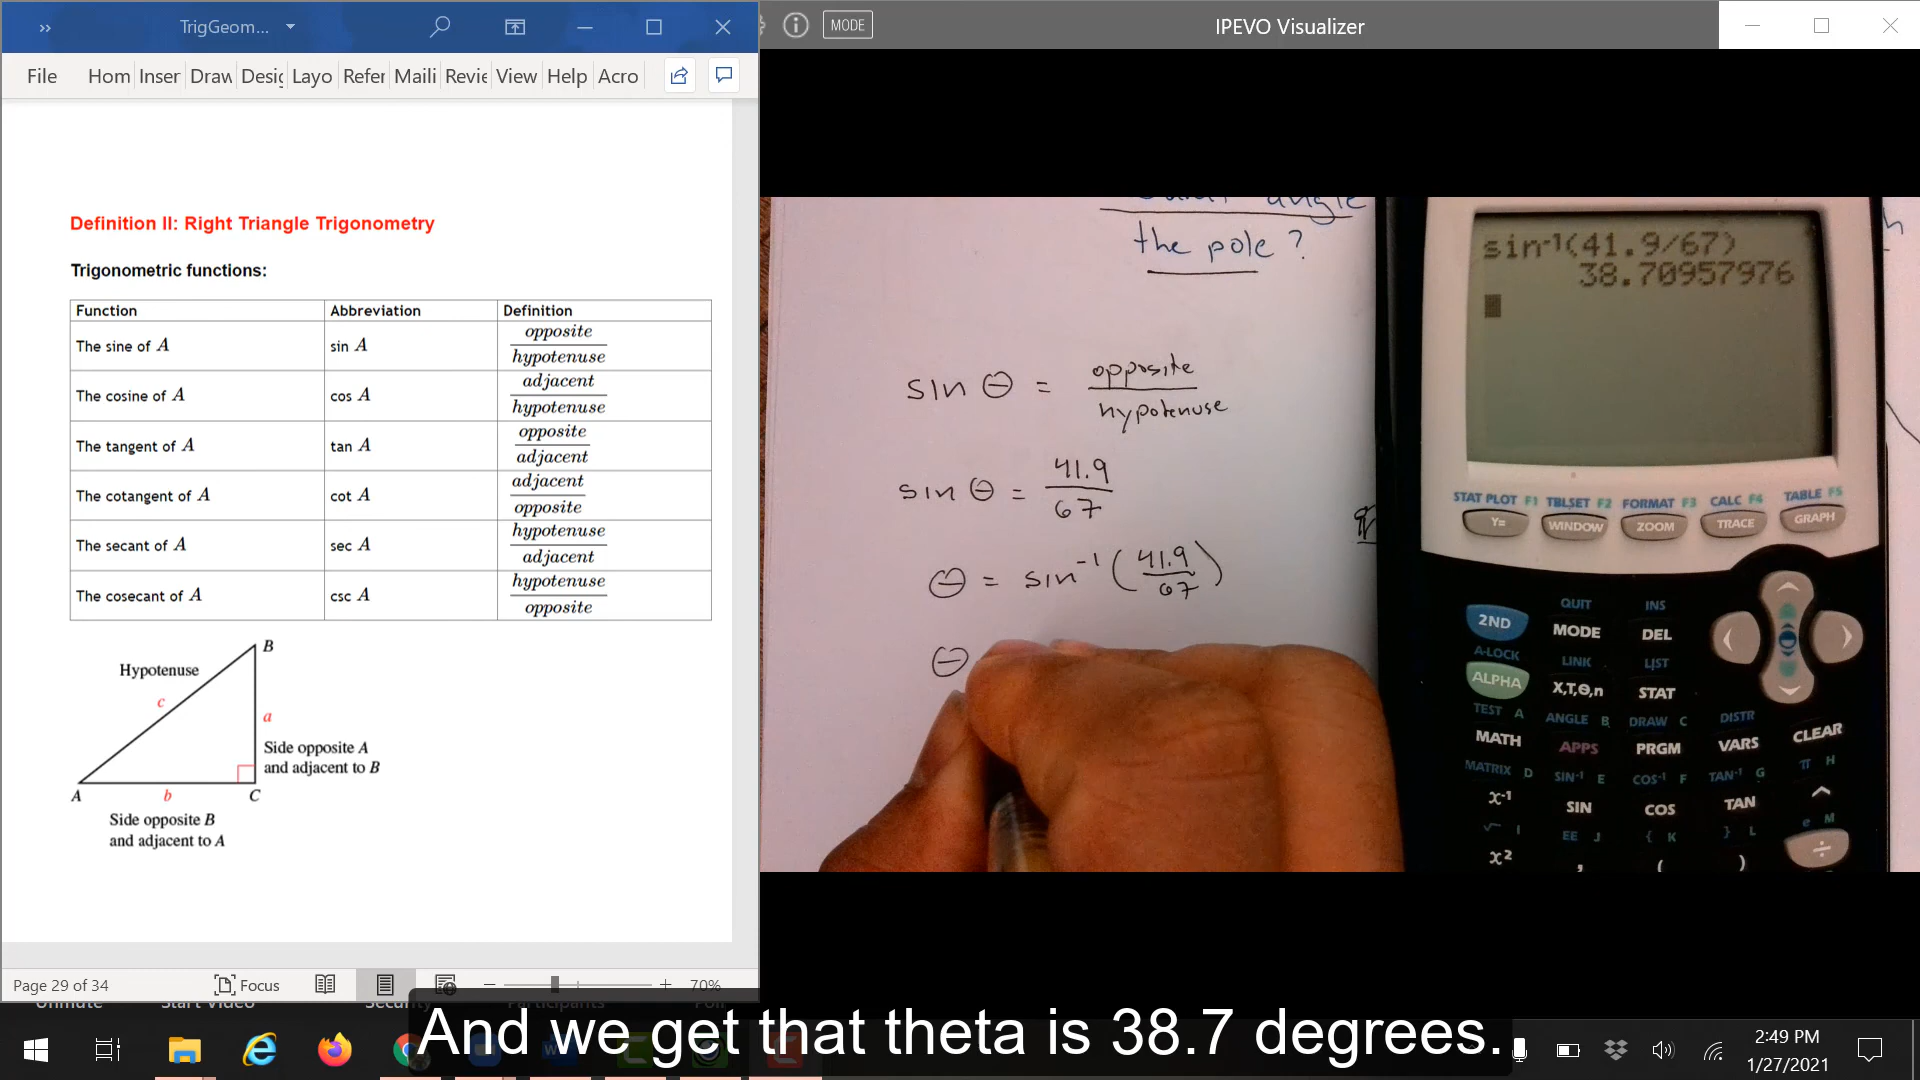 TrigGeom...
MODE
IPEVO Visualizer
File Hom Inser Draw Desig Layo Refer Maili Revie View Help Acro
Definition II: Right Triangle Trigonometry
Trigonometric functions:
Function Abbreviation Definition
The sine of A sin A opposite/hypotenuse
The cosine of A cos A adjacent/hypotenuse
The tangent of A tan A opposite/adjacent
The cotangent of A cot A adjacent/opposite
The secant of A sec A hypotenuse/adjacent
The cosecant of A csc A hypotenuse/opposite
B
Hypotenuse
c
a
Side opposite A
and adjacent to B
A b C
Side opposite B
and adjacent to A
Page 29 of 34 Focus 70%
angle
the pole ?
sin θ = opposite/hypotenuse
sin θ = 41.9/67
θ = sin⁻¹ (41.9/67)
θ
sin⁻¹(41.9/67)
38.70957976
STAT PLOT F1 TBLSET F2 FORMAT F3 CALC F4 TABLE F5
Y= WINDOW ZOOM TRACE GRAPH
QUIT INS
2ND MODE DEL
A-LOCK LINK LIST
ALPHA X,T,θ,n STAT
TEST A ANGLE B DRAW C DISTR
MATH APPS PRGM VARS CLEAR
MATRIX D SIN⁻¹ E COS⁻¹ F TAN⁻¹ G π H
x⁻¹ SIN COS TAN ^
√ I EE J { K } L e M
x² , ( ) ÷
And we get that theta is 38.7 degrees.
2:49 PM
1/27/2021